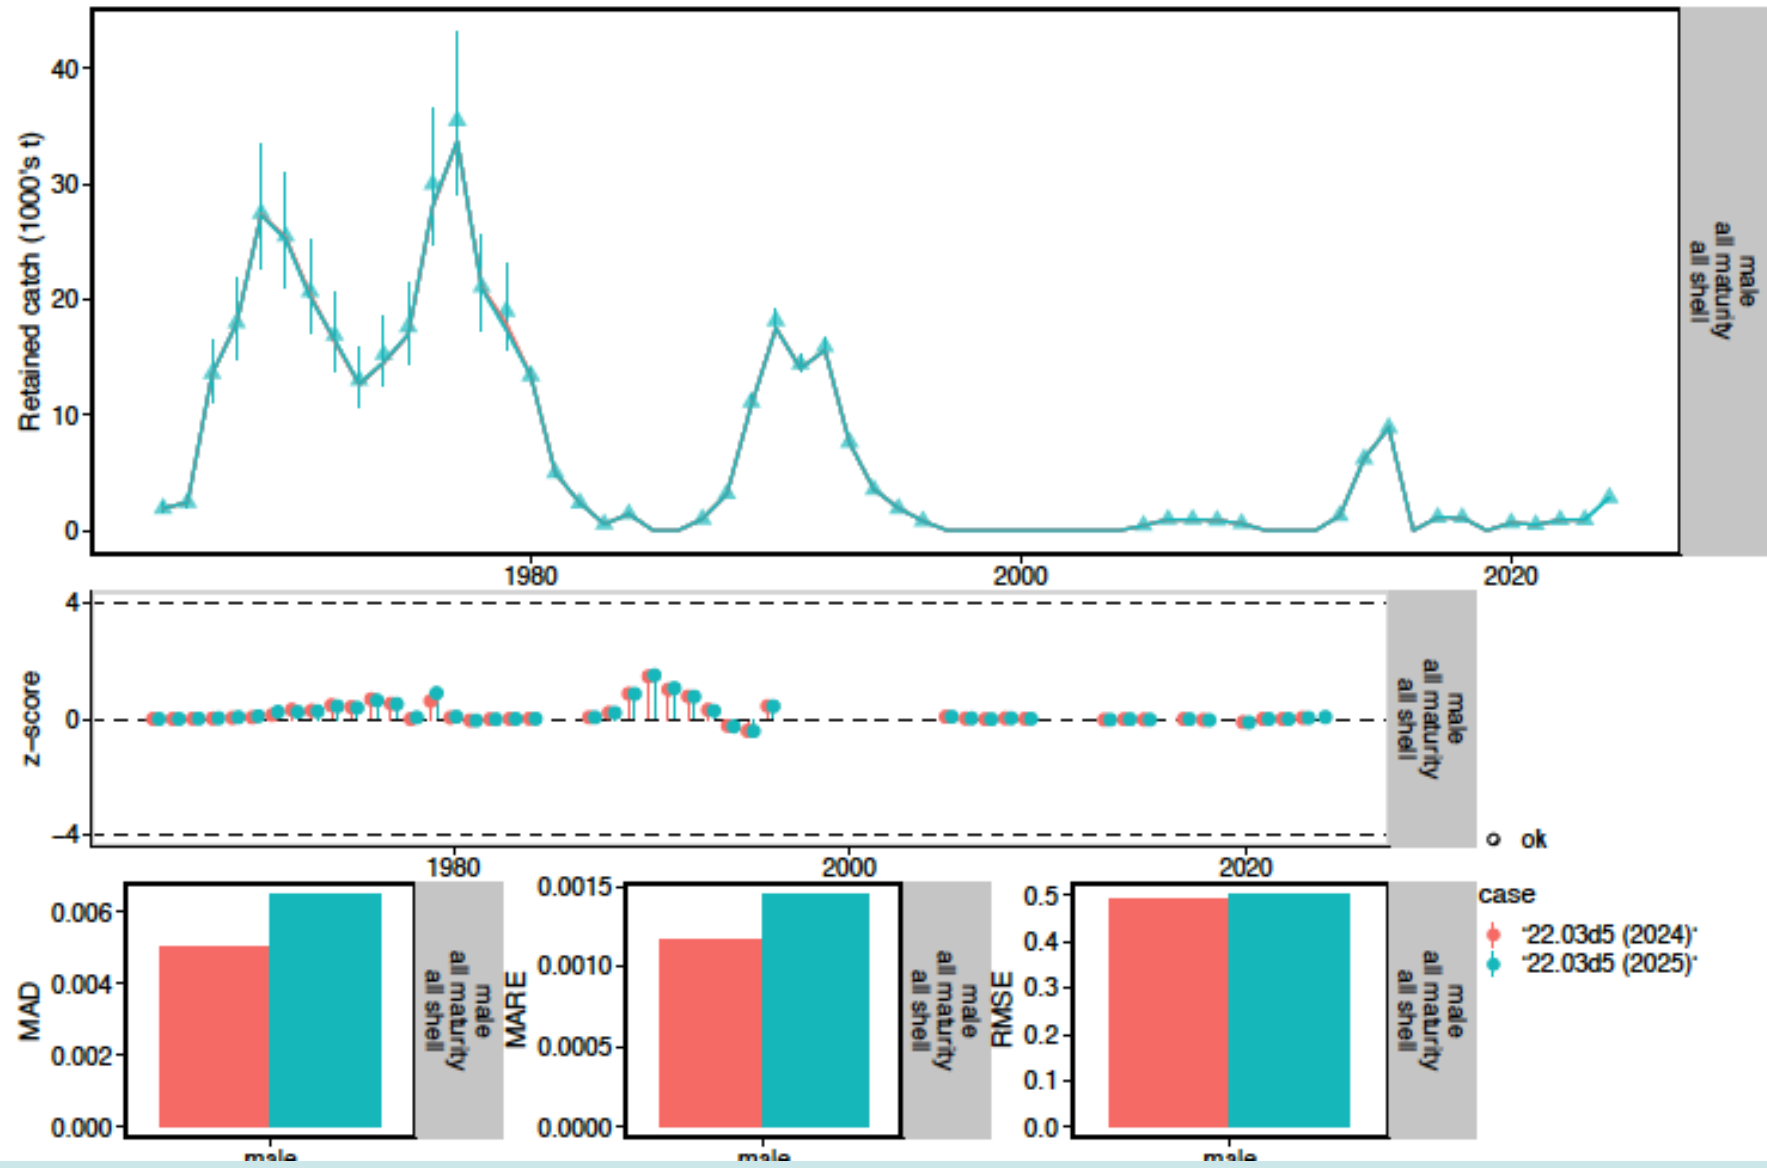 40
30
20
10
0
Retained catch (1000's t)
male
all maturity
all shell
1980
2000
2020
4
0
−4
z−score
male
all maturity
all shell
ok
1980
2000
2020
0.006
0.004
0.002
0.000
MAD
male
all maturity
all shell
male
0.0015
0.0010
0.0005
0.0000
MARE
male
all maturity
all shell
male
0.5
0.4
0.3
0.2
0.1
0.0
RMSE
male
all maturity
all shell
male
case
'22.03d5 (2024)'
'22.03d5 (2025)'